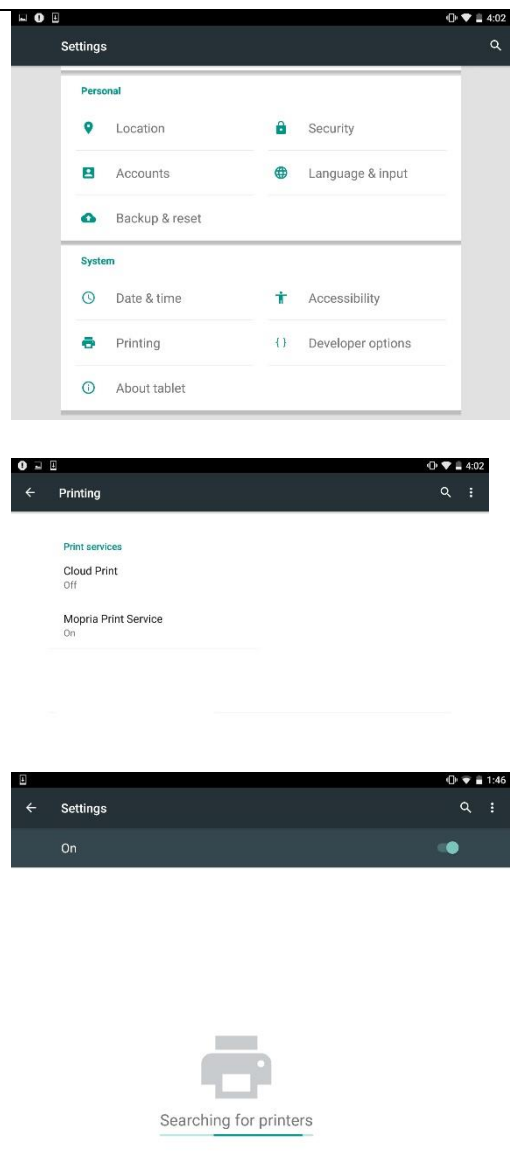 4:02
Settings
Personal
Location Security
Accounts Language & input
Backup & reset
System
Date & time Accessibility
Printing { } Developer options
About tablet
4:02
Printing
Print services
Cloud Print
Off
Mopria Print Service
On
1:46
Settings
On
Searching for printers